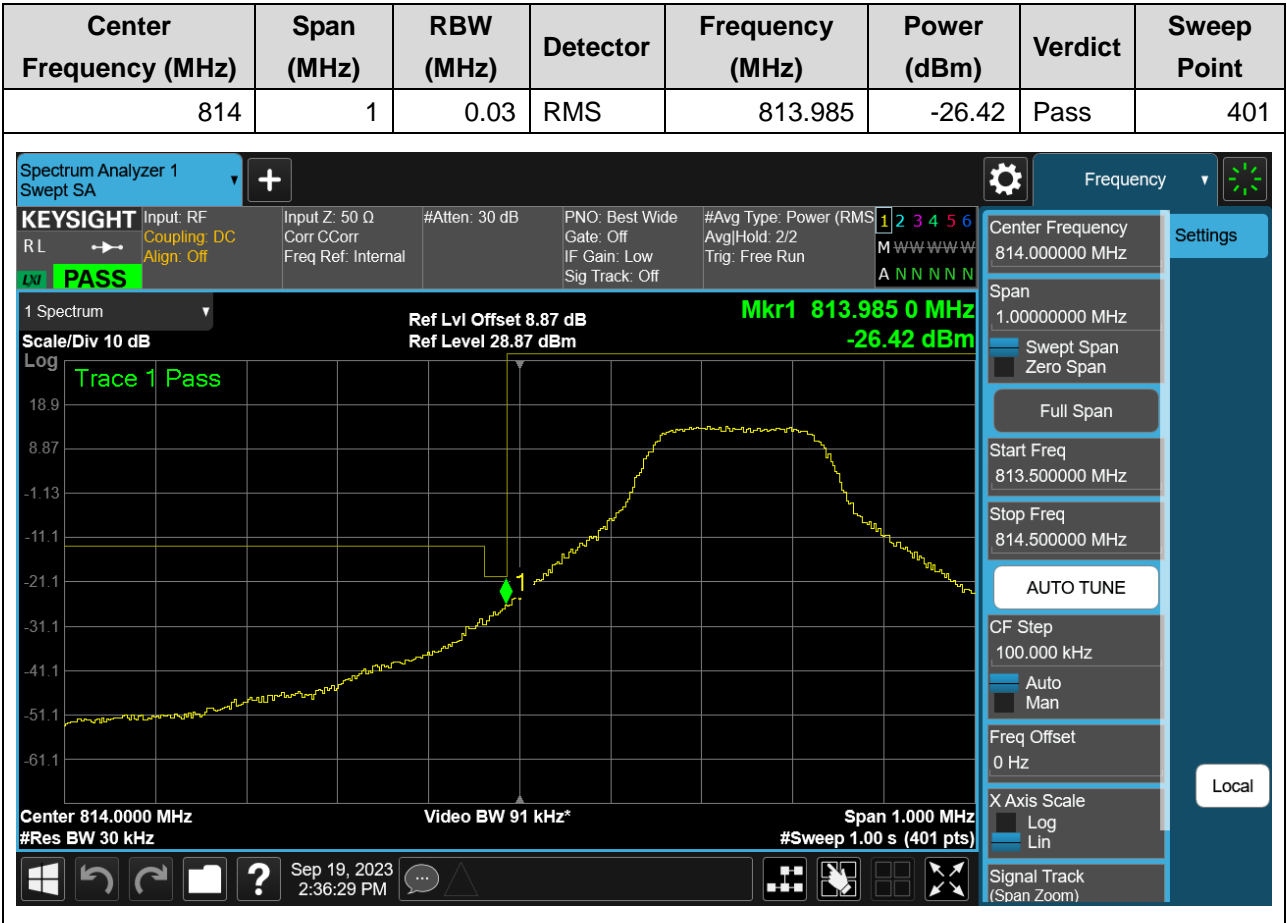 Center Frequency (MHz) Span (MHz) RBW (MHz) Detector Frequency (MHz) Power (dBm) Verdict Sweep Point
814 1 0.03 RMS 813.985 -26.42 Pass 401
Spectrum Analyzer 1
Swept SA
Frequency
KEYSIGHT
R L
LXI PASS
Input: RF
Coupling: DC
Align: Off
Input Z: 50 Ω
Corr CCorr
Freq Ref: Internal
#Atten: 30 dB
PNO: Best Wide
Gate: Off
IF Gain: Low
Sig Track: Off
#Avg Type: Power (RMS
Avg|Hold: 2/2
Trig: Free Run
1 2 3 4 5 6
M W W W W W
A N N N N N
1 Spectrum
Scale/Div 10 dB
Ref Lvl Offset 8.87 dB
Ref Level 28.87 dBm
Mkr1 813.985 0 MHz
-26.42 dBm
Log
Trace 1 Pass
18.9
8.87
-1.13
-11.1
-21.1
-31.1
-41.1
-51.1
-61.1
1
Center 814.0000 MHz
#Res BW 30 kHz
Video BW 91 kHz*
Span 1.000 MHz
#Sweep 1.00 s (401 pts)
Center Frequency
814.000000 MHz
Settings
Span
1.00000000 MHz
Swept Span
Zero Span
Full Span
Start Freq
813.500000 MHz
Stop Freq
814.500000 MHz
AUTO TUNE
CF Step
100.000 kHz
Auto
Man
Freq Offset
0 Hz
X Axis Scale
Log
Lin
Signal Track
(Span Zoom)
Local
?
Sep 19, 2023
2:36:29 PM